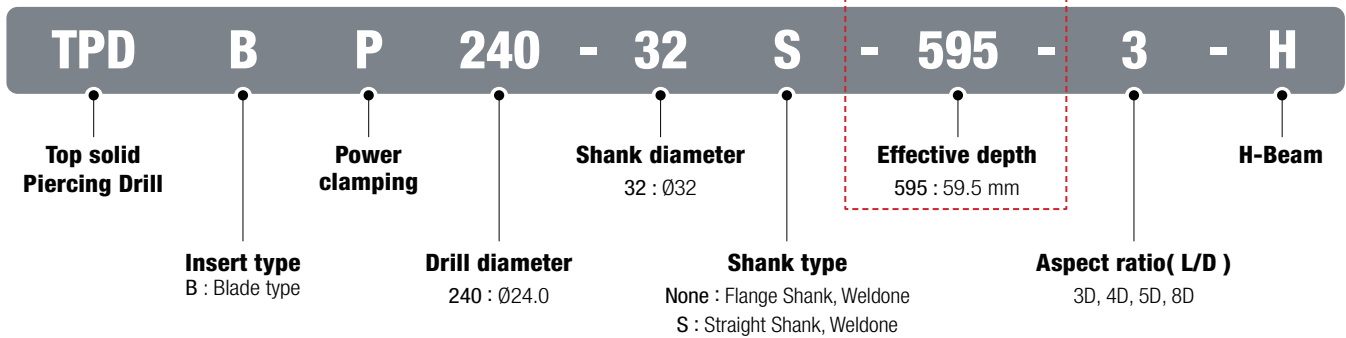 TPD B P 240 - 32 S - 595 - 3 - H
Top solid
Piercing Drill
Power
clamping
Shank diameter
32 : Ø32
Effective depth
595 : 59.5 mm
H-Beam
Insert type
B : Blade type
Drill diameter
240 : Ø24.0
Shank type
None : Flange Shank, Weldone
S : Straight Shank, Weldone
Aspect ratio( L/D )
3D, 4D, 5D, 8D